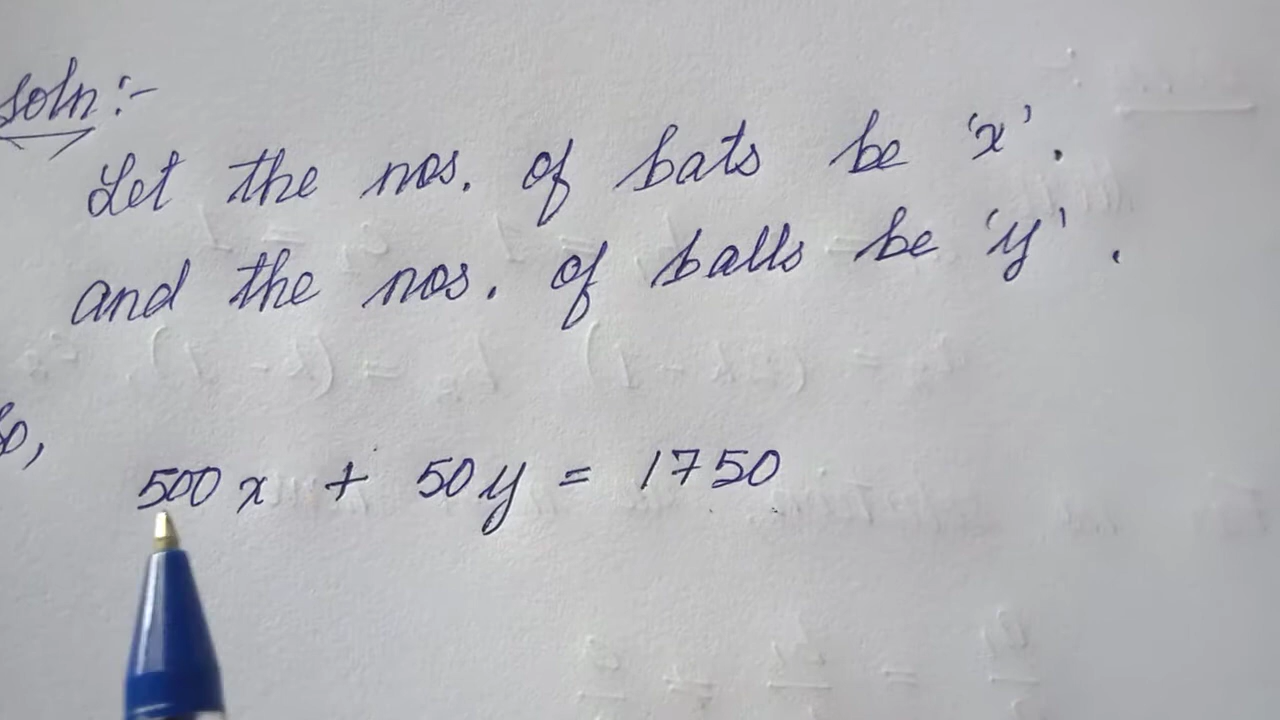 soln:-
Let the nos. of bats be 'x'.
and the nos. of balls be 'y'.
So,
500x + 50y = 1750